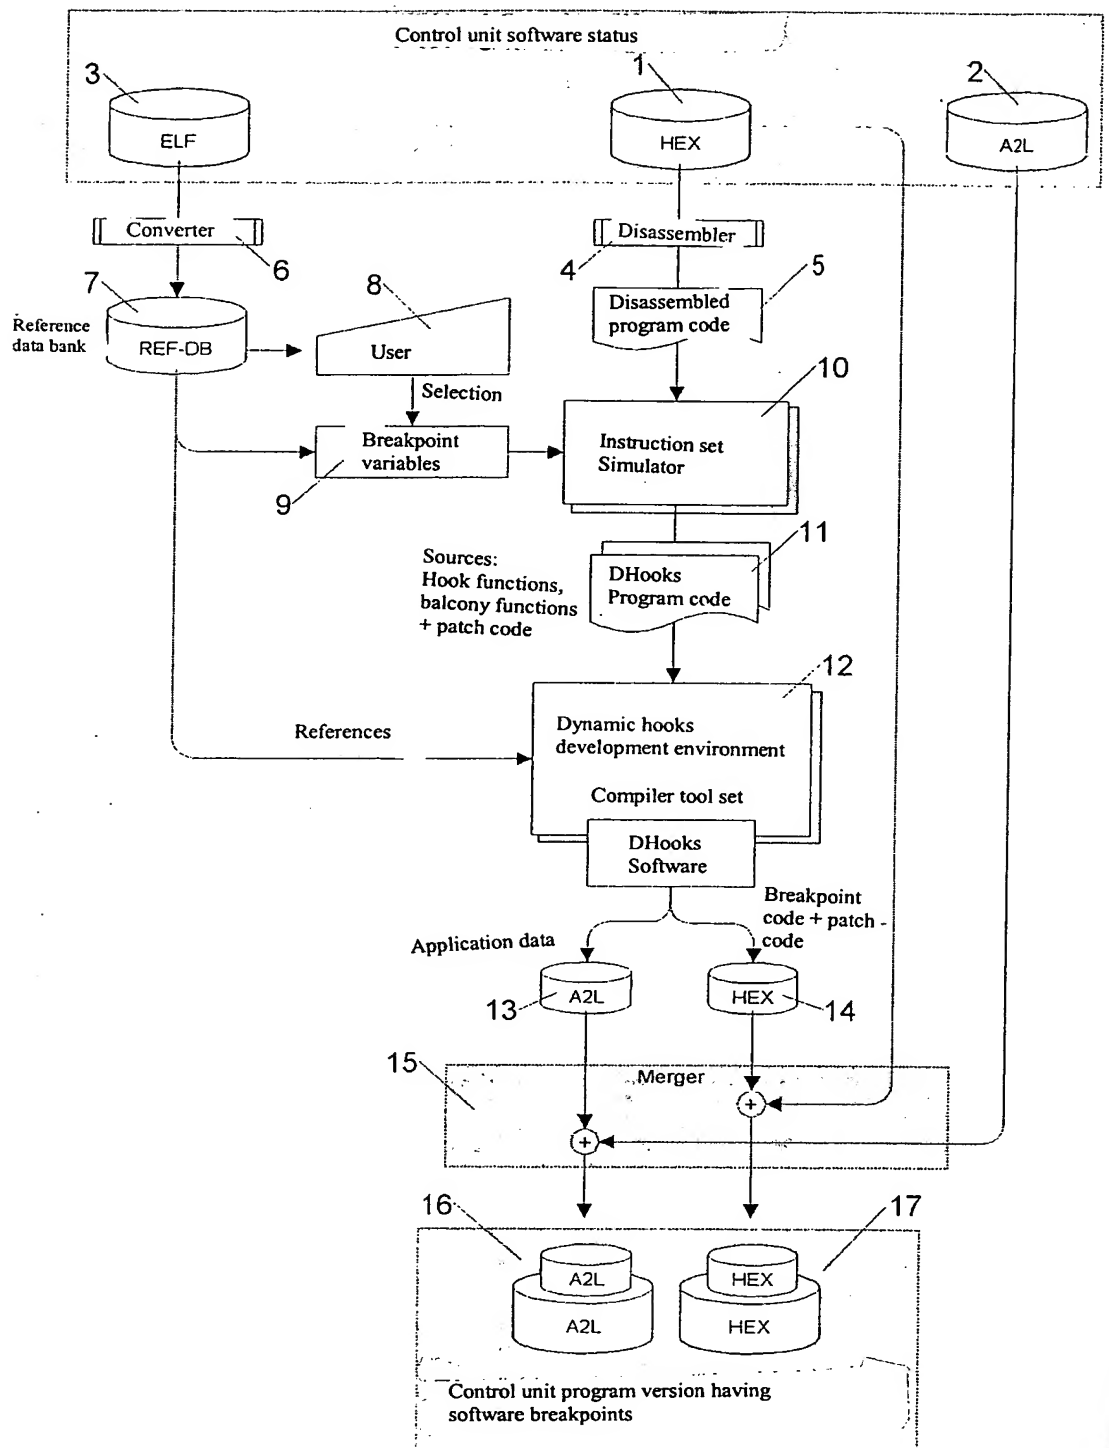 Control unit software status
3
1
2
ELF
HEX
A2L
Converter
6
Disassembler
4
5
7
8
Disassembled
program code
Reference
data bank
REF-DB
User
Selection
10
Breakpoint
variables
9
Instruction set
Simulator
11
Sources:
Hook functions,
balcony functions
+ patch code
DHooks
Program code
12
References
Dynamic hooks
development environment
Compiler tool set
DHooks
Software
Application data
Breakpoint
code + patch -
code
13
A2L
HEX
14
15
Merger
+
+
16
17
A2L
HEX
A2L
HEX
Control unit program version having
software breakpoints